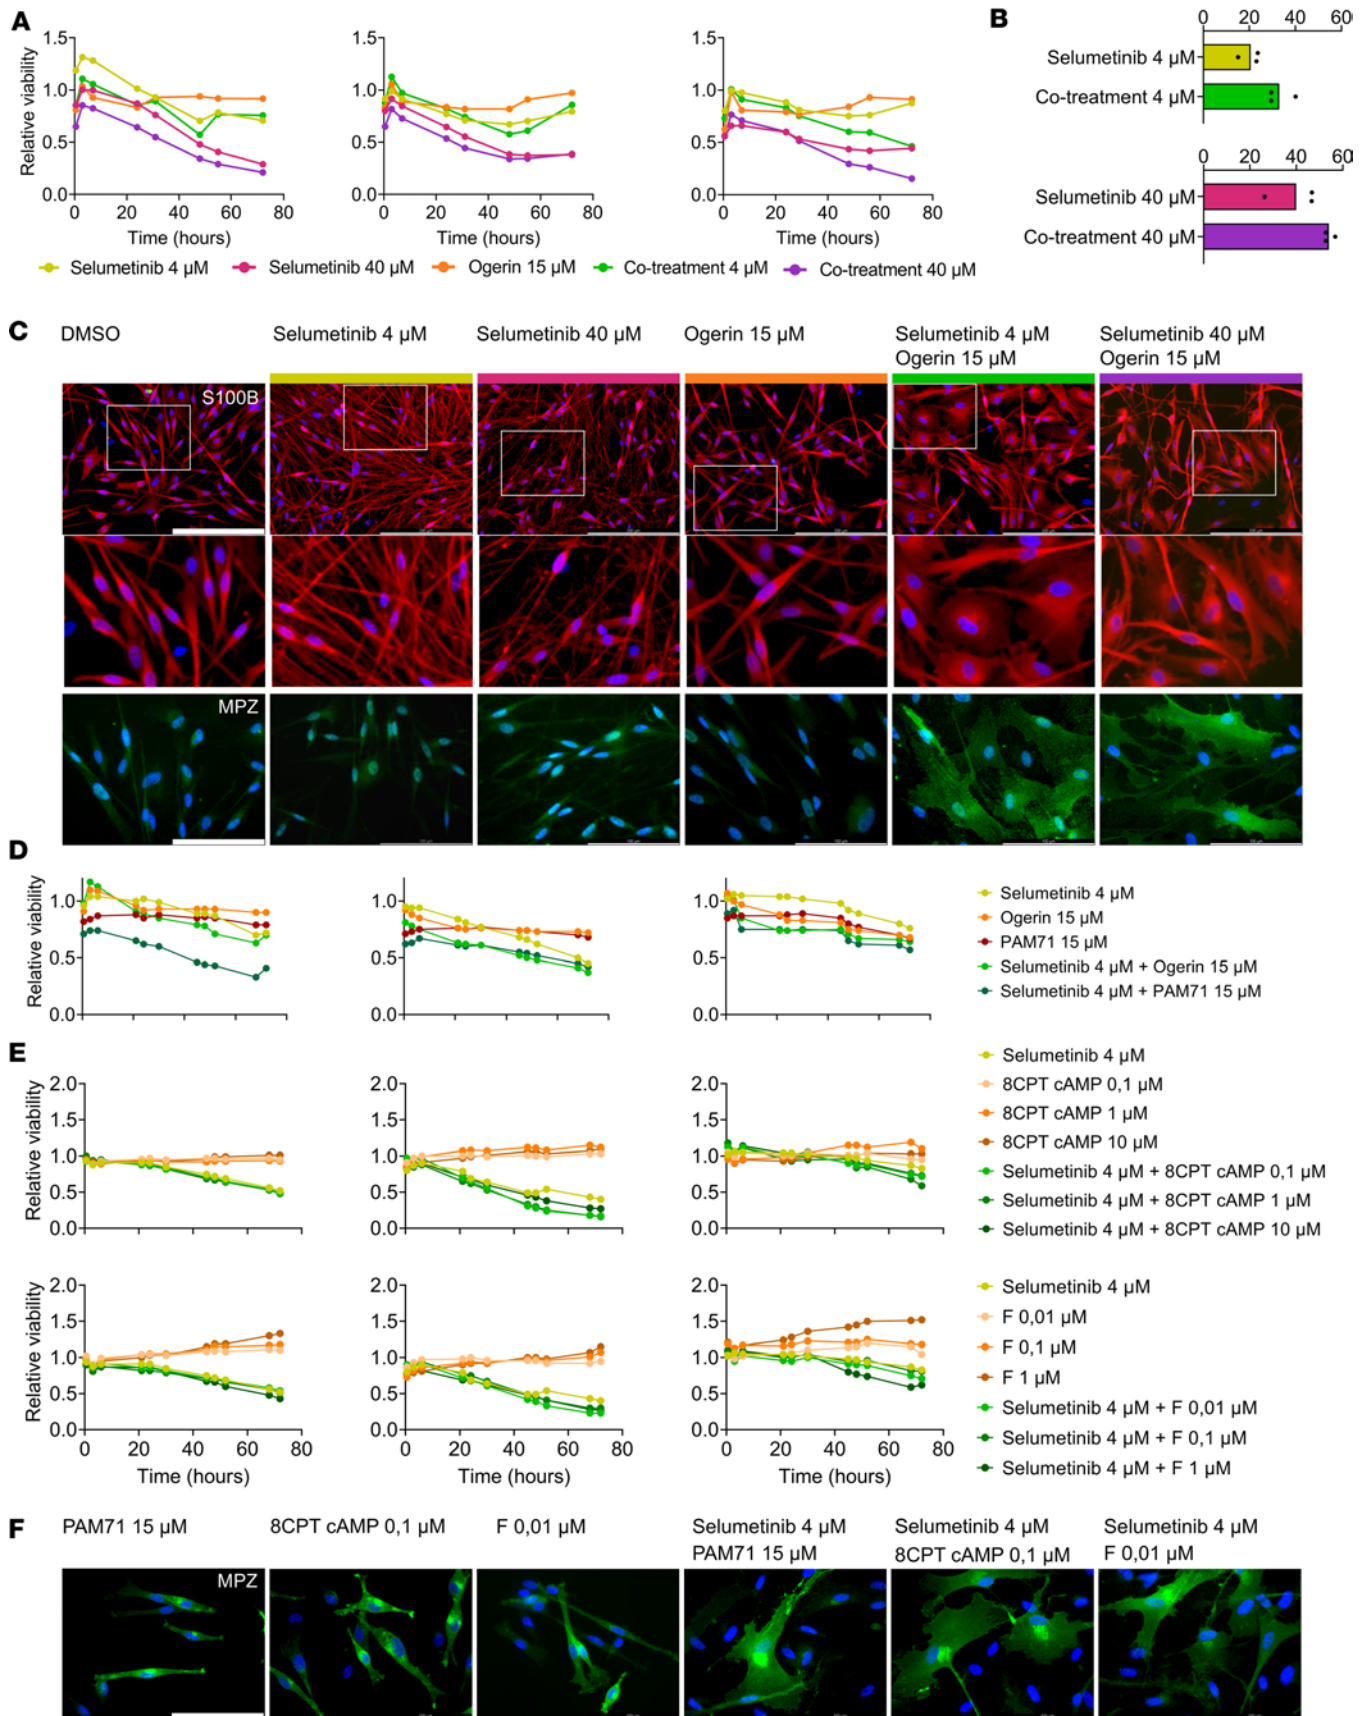 A
1.5
1.0
0.5
0.0
Relative viability
0 20 40 60 80
Time (hours)
1.5
1.0
0.5
0.0
0 20 40 60 80
Time (hours)
1.5
1.0
0.5
0.0
0 20 40 60 80
Time (hours)
Selumetinib 4 µM
Selumetinib 40 µM
Ogerin 15 µM
Co-treatment 4 µM
Co-treatment 40 µM
B
0 20 40 60
Selumetinib 4 µM
Co-treatment 4 µM
0 20 40 60
Selumetinib 40 µM
Co-treatment 40 µM
C
DMSO
Selumetinib 4 µM
Selumetinib 40 µM
Ogerin 15 µM
Selumetinib 4 µM
Ogerin 15 µM
Selumetinib 40 µM
Ogerin 15 µM
S100B
MPZ
D
Relative viability
1.0
0.5
0.0
1.0
0.5
0.0
1.0
0.5
0.0
Selumetinib 4 µM
Ogerin 15 µM
PAM71 15 µM
Selumetinib 4 µM + Ogerin 15 µM
Selumetinib 4 µM + PAM71 15 µM
E
Relative viability
2.0
1.5
1.0
0.5
0.0
2.0
1.5
1.0
0.5
0.0
2.0
1.5
1.0
0.5
0.0
Selumetinib 4 µM
8CPT cAMP 0,1 µM
8CPT cAMP 1 µM
8CPT cAMP 10 µM
Selumetinib 4 µM + 8CPT cAMP 0,1 µM
Selumetinib 4 µM + 8CPT cAMP 1 µM
Selumetinib 4 µM + 8CPT cAMP 10 µM
Relative viability
2.0
1.5
1.0
0.5
0.0
0 20 40 60 80
Time (hours)
2.0
1.5
1.0
0.5
0.0
0 20 40 60 80
Time (hours)
2.0
1.5
1.0
0.5
0.0
0 20 40 60 80
Time (hours)
Selumetinib 4 µM
F 0,01 µM
F 0,1 µM
F 1 µM
Selumetinib 4 µM + F 0,01 µM
Selumetinib 4 µM + F 0,1 µM
Selumetinib 4 µM + F 1 µM
F
PAM71 15 µM
8CPT cAMP 0,1 µM
F 0,01 µM
Selumetinib 4 µM
PAM71 15 µM
Selumetinib 4 µM
8CPT cAMP 0,1 µM
Selumetinib 4 µM
F 0,01 µM
MPZ